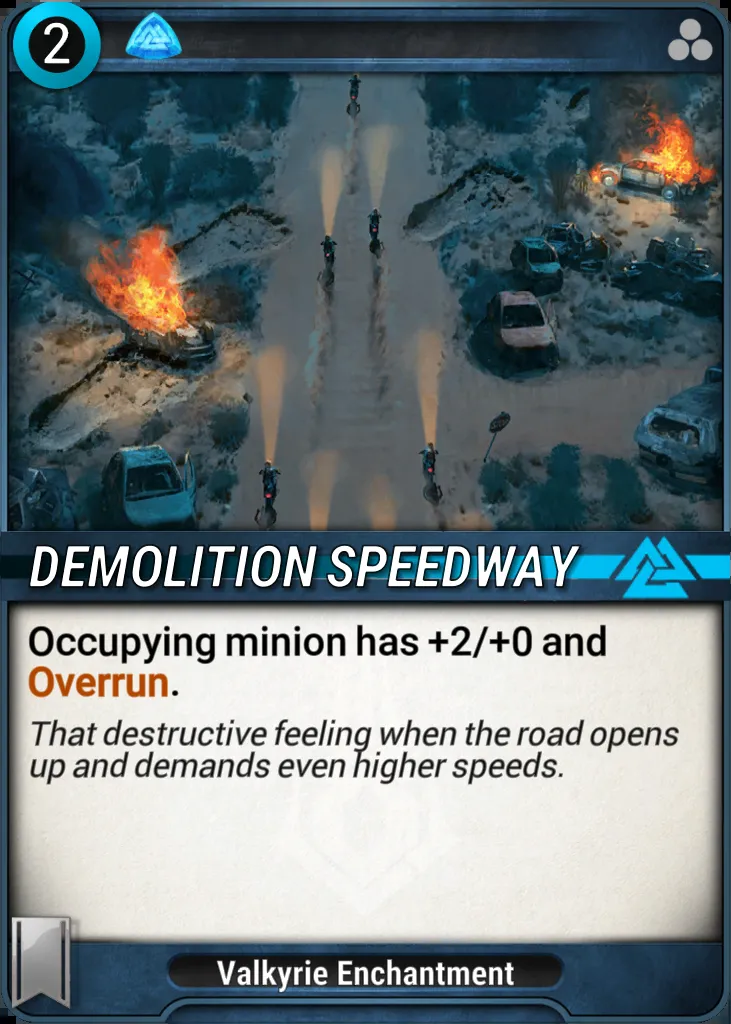 2
DEMOLITION SPEEDWAY
Occupying minion has +2/+0 and
Overrun.
That destructive feeling when the road opens
up and demands even higher speeds.
Valkyrie Enchantment